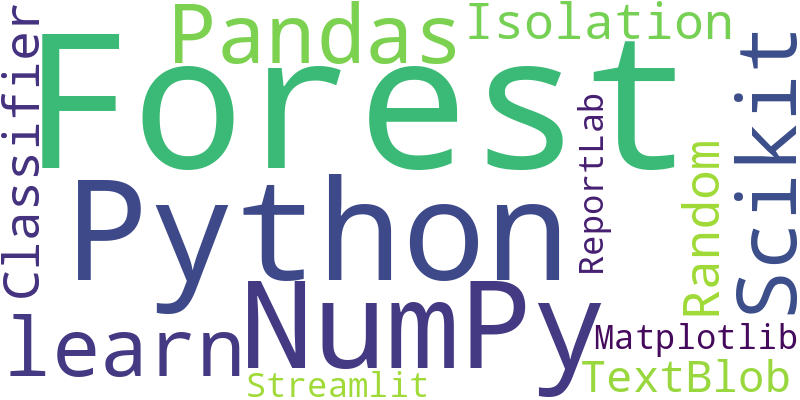 Pandas
Isolation
Classifier
Forest
Scikit
ReportLab
Random
Python
NumPy
learn
Matplotlib
TextBlob
Streamlit